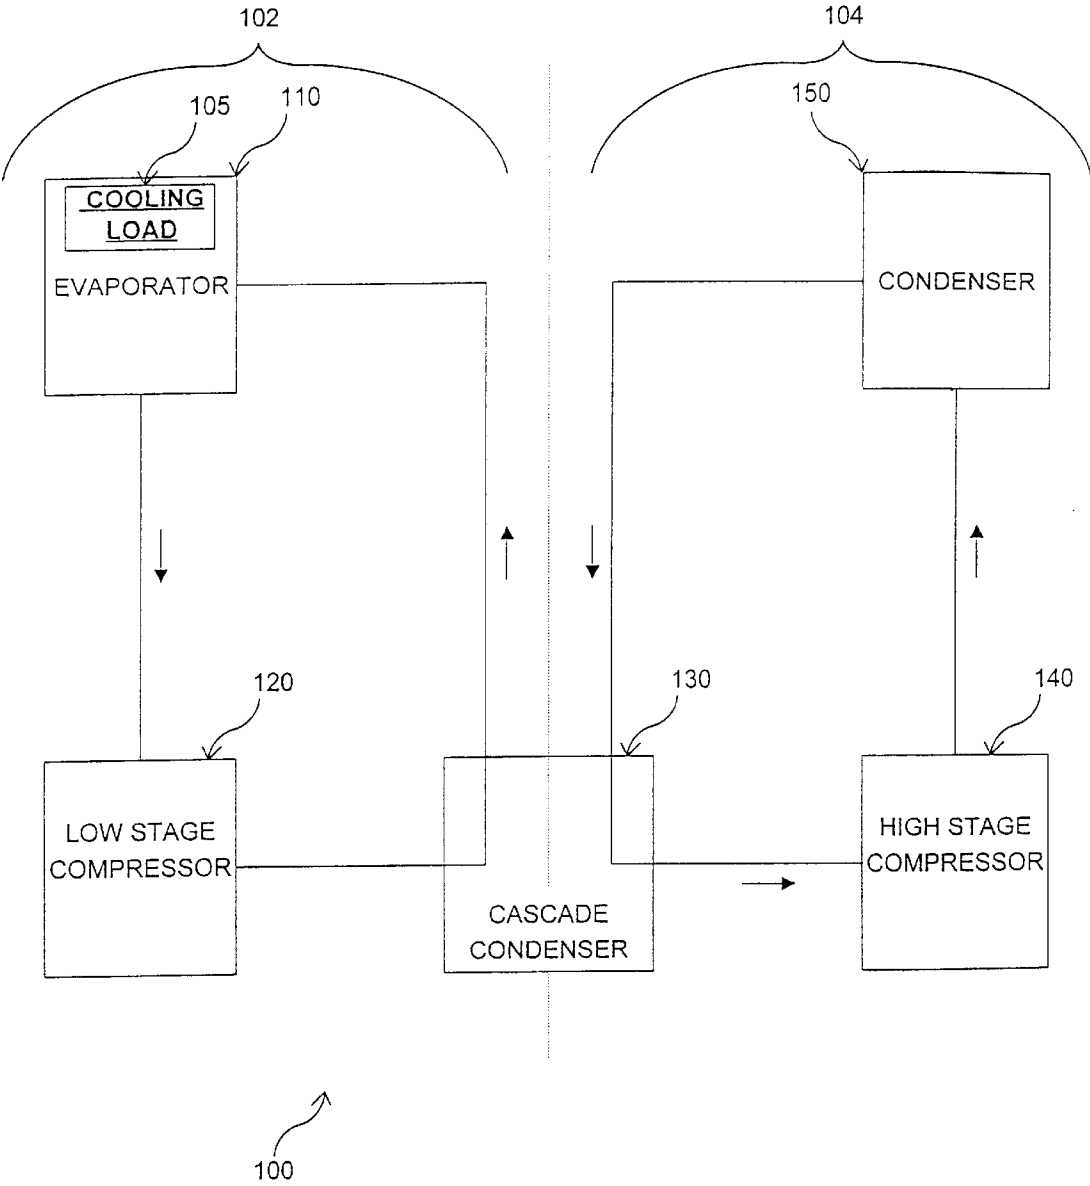 102
104
105
110
150
COOLING
LOAD
EVAPORATOR
CONDENSER
120
130
140
LOW STAGE
COMPRESSOR
HIGH STAGE
COMPRESSOR
CASCADE
CONDENSER
100